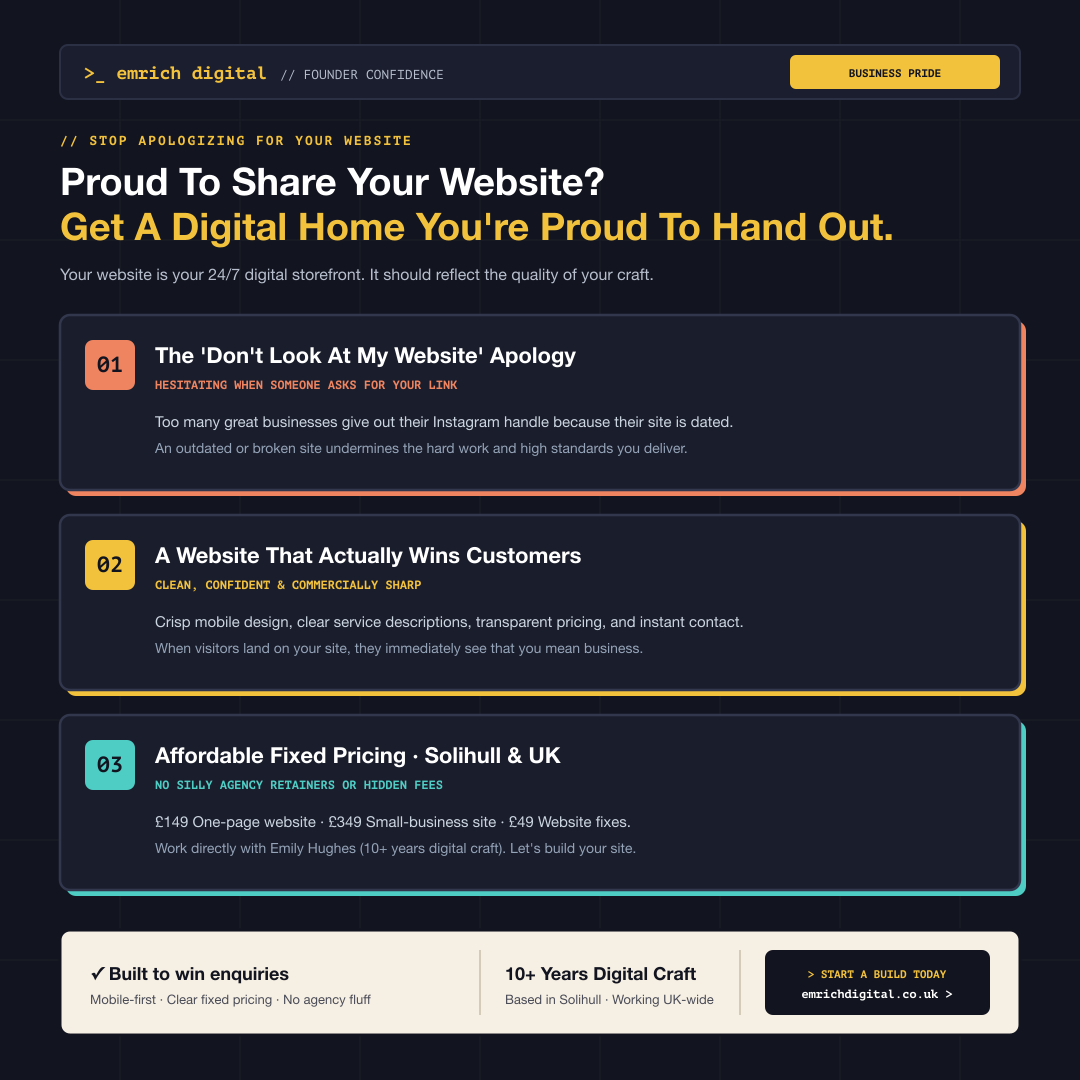 >_ emrich digital // FOUNDER CONFIDENCE
BUSINESS PRIDE
// STOP APOLOGIZING FOR YOUR WEBSITE
Proud To Share Your Website?
Get A Digital Home You're Proud To Hand Out.
Your website is your 24/7 digital storefront. It should reflect the quality of your craft.
01
The 'Don't Look At My Website' Apology
HESITATING WHEN SOMEONE ASKS FOR YOUR LINK
Too many great businesses give out their Instagram handle because their site is dated.
An outdated or broken site undermines the hard work and high standards you deliver.
02
A Website That Actually Wins Customers
CLEAN, CONFIDENT & COMMERCIALLY SHARP
Crisp mobile design, clear service descriptions, transparent pricing, and instant contact.
When visitors land on your site, they immediately see that you mean business.
03
Affordable Fixed Pricing · Solihull & UK
NO SILLY AGENCY RETAINERS OR HIDDEN FEES
£149 One-page website · £349 Small-business site · £49 Website fixes.
Work directly with Emily Hughes (10+ years digital craft). Let's build your site.
✓ Built to win enquiries
Mobile-first · Clear fixed pricing · No agency fluff
10+ Years Digital Craft
Based in Solihull · Working UK-wide
> START A BUILD TODAY
emrichdigital.co.uk >